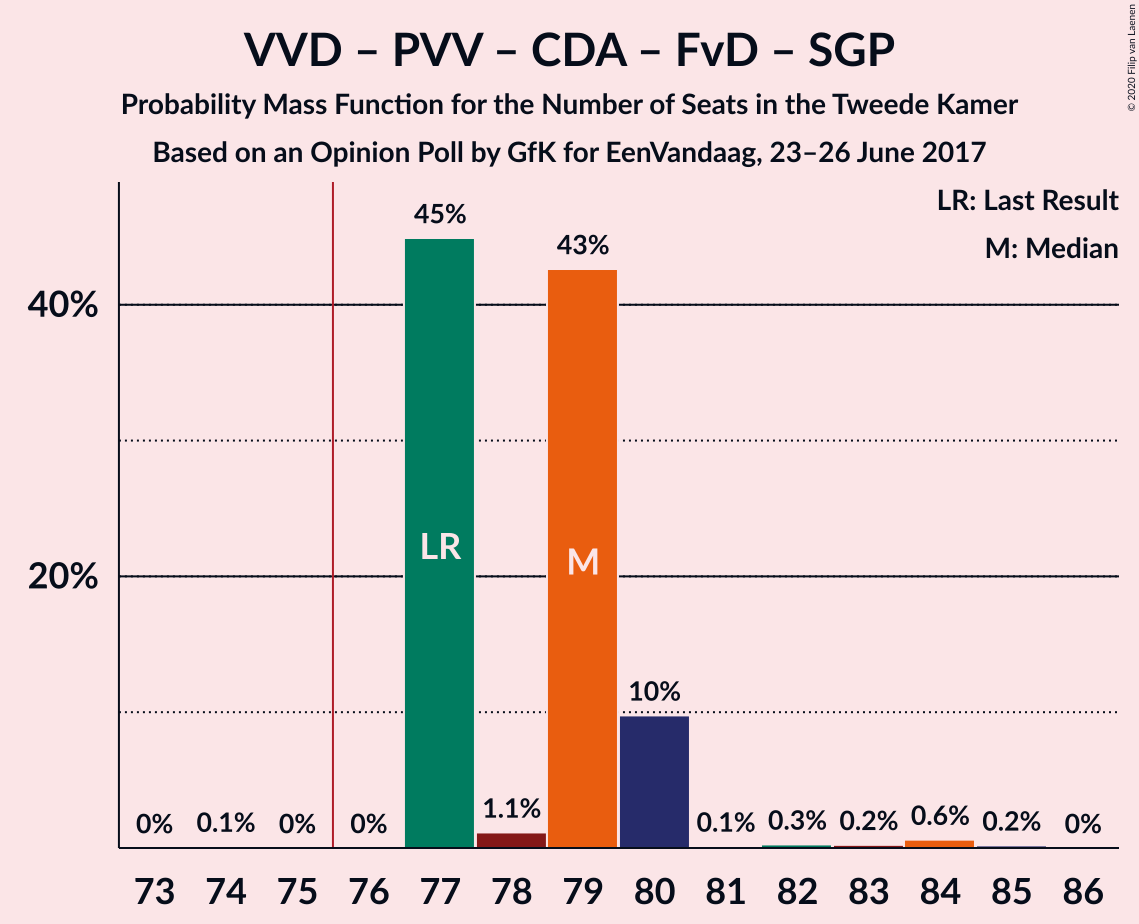 VVD – PVV – CDA – FvD – SGP
Probability Mass Function for the Number of Seats in the Tweede Kamer
Based on an Opinion Poll by GfK for EenVandaag, 23–26 June 2017
© 2020 Filip van Laenen
LR: Last Result
M: Median
45%
43%
40%
LR
M
20%
10%
0% 0.1% 0% 0% 1.1% 0.1% 0.3% 0.2% 0.6% 0.2% 0%
73 74 75 76 77 78 79 80 81 82 83 84 85 86